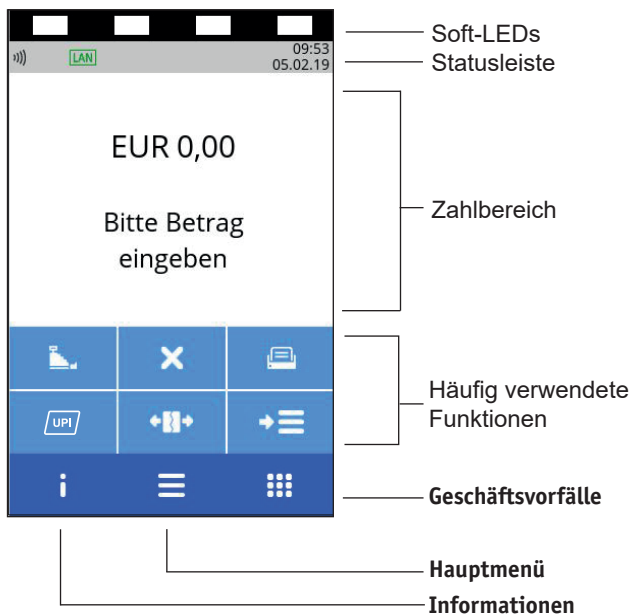 Soft-LEDs
LAN
09:53
05.02.19
Statusleiste
EUR 0,00
Bitte Betrag
eingeben
Zahlbereich
UPI
Häufig verwendete
Funktionen
i
Geschäftsvorfälle
Hauptmenü
Informationen